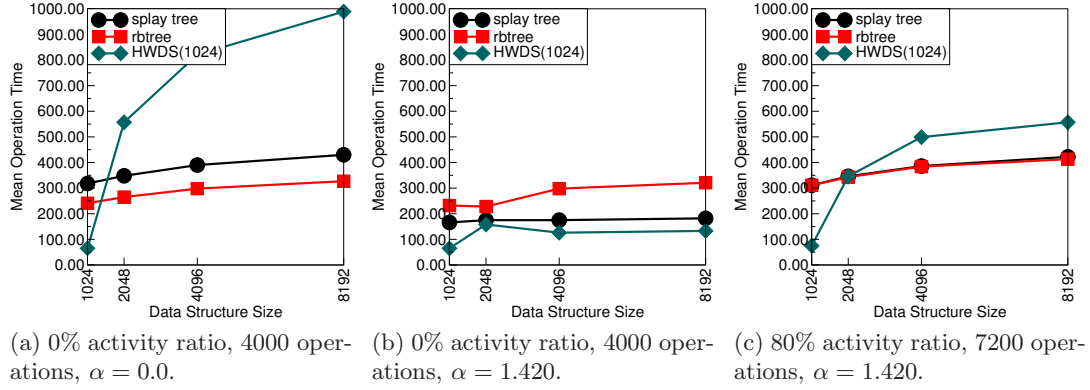 1000.00
900.00
800.00
700.00
600.00
500.00
400.00
300.00
200.00
100.00
0.00
Mean Operation Time
splay tree
rbtree
HWDS(1024)
1024
2048
4096
8192
Data Structure Size
(a) 0% activity ratio, 4000 oper-
ations, α = 0.0.
1000.00
900.00
800.00
700.00
600.00
500.00
400.00
300.00
200.00
100.00
0.00
Mean Operation Time
splay tree
rbtree
HWDS(1024)
1024
2048
4096
8192
Data Structure Size
(b) 0% activity ratio, 4000 oper-
ations, α = 1.420.
1000.00
900.00
800.00
700.00
600.00
500.00
400.00
300.00
200.00
100.00
0.00
Mean Operation Time
splay tree
rbtree
HWDS(1024)
1024
2048
4096
8192
Data Structure Size
(c) 80% activity ratio, 7200 oper-
ations, α = 1.420.